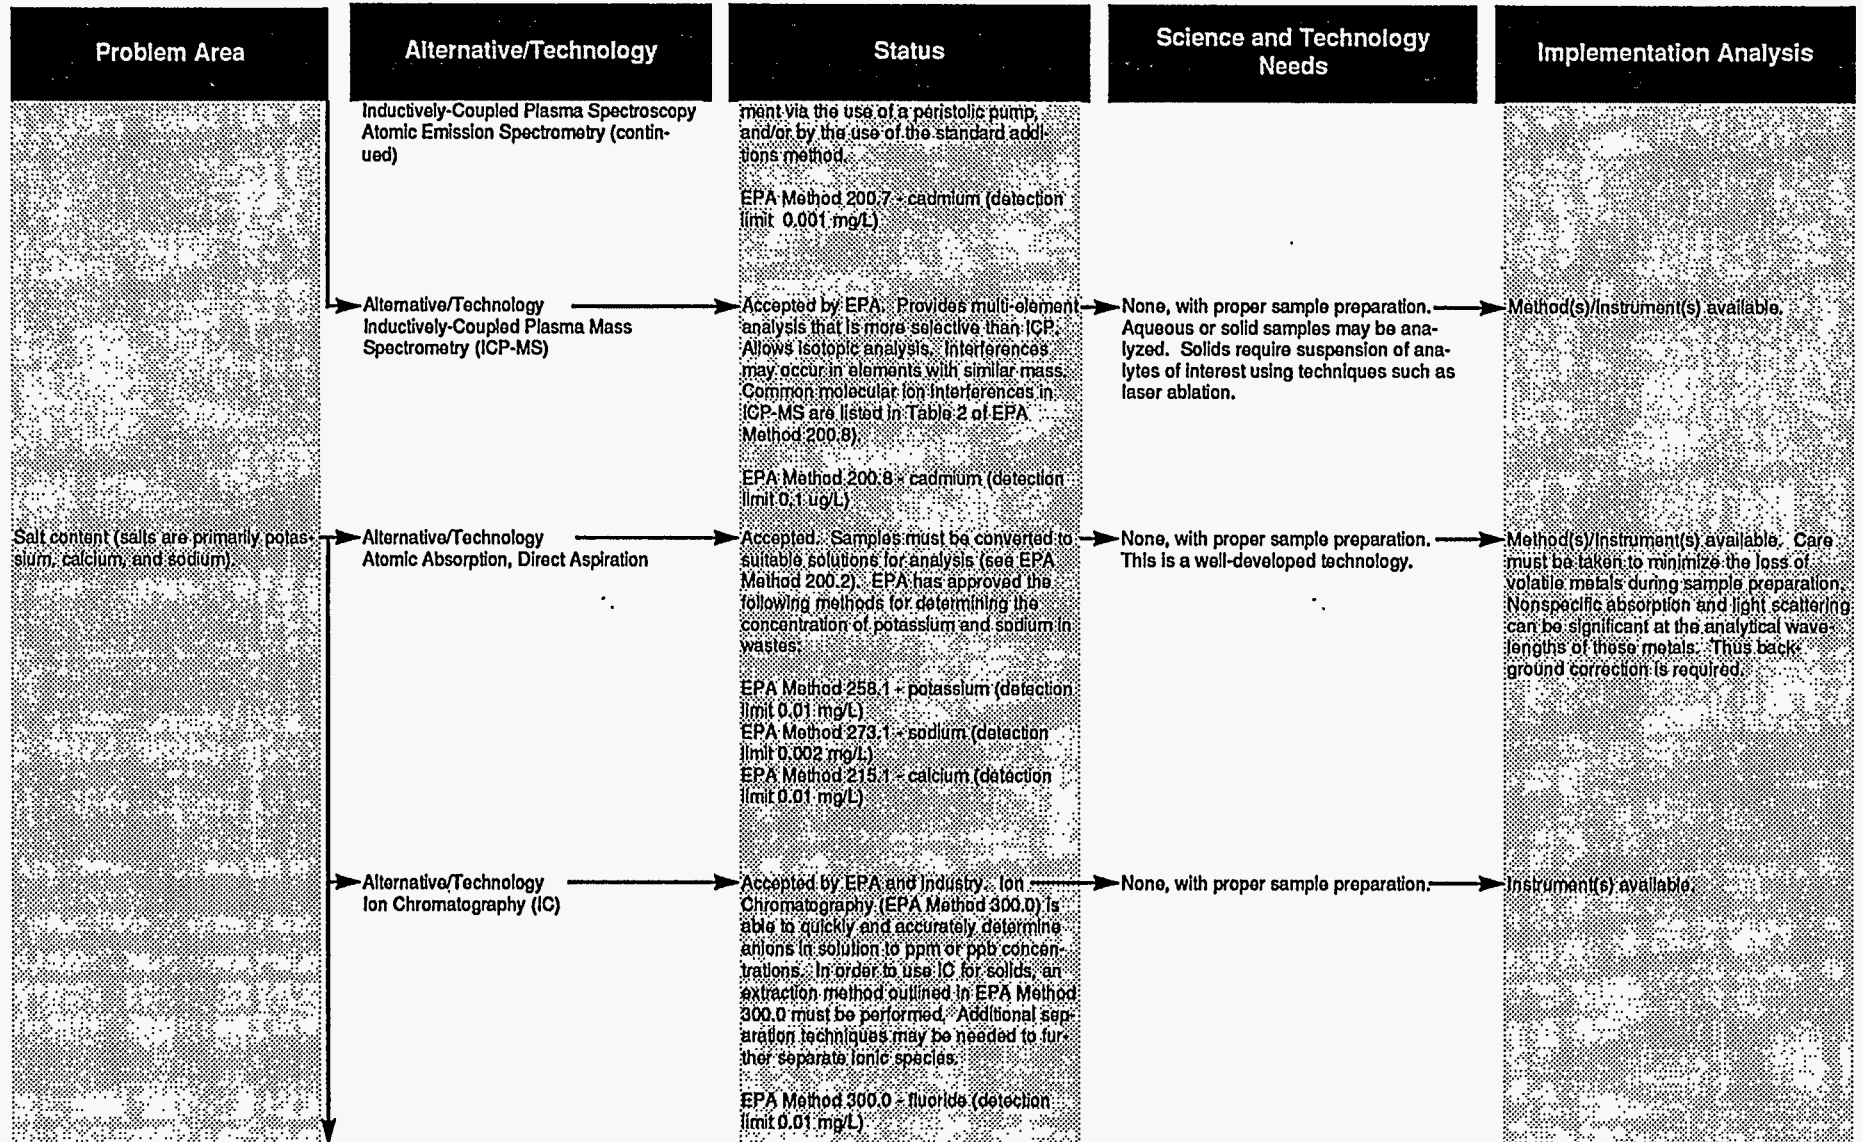 Problem Area
Alternative/Technology
Status
Science and Technology
Needs
Implementation Analysis
Inductively-Coupled Plasma Spectroscopy
Atomic Emission Spectrometry (contin-
ued)
ment via the use of a peristolic pump,
and/or by the use of the standard addi-
tions method.
EPA Method 200.7 - cadmium (detection
limit 0.001 mg/L)
Alternative/Technology
Inductively-Coupled Plasma Mass
Spectrometry (ICP-MS)
Accepted by EPA. Provides multi-element
analysis that is more selective than ICP.
Allows isotopic analysis. Interferences
may occur in elements with similar mass.
Common molecular ion interferences in
ICP-MS are listed in Table 2 of EPA
Method 200.8).
EPA Method 200.8 - cadmium (detection
limit 0.1 ug/L)
None, with proper sample preparation.
Aqueous or solid samples may be ana-
lyzed. Solids require suspension of ana-
lytes of interest using techniques such as
laser ablation.
Method(s)/Instrument(s) available.
Salt content (salts are primarily potas-
sium, calcium, and sodium)
Alternative/Technology
Atomic Absorption, Direct Aspiration
Accepted. Samples must be converted to
suitable solutions for analysis (see EPA
Method 200.2). EPA has approved the
following methods for determining the
concentration of potassium and sodium in
wastes:
EPA Method 258.1 - potassium (detection
limit 0.01 mg/L)
EPA Method 273.1 - sodium (detection
limit 0.002 mg/L)
EPA Method 215.1 - calcium (detection
limit 0.01 mg/L)
None, with proper sample preparation.
This is a well-developed technology.
Method(s)/Instrument(s) available. Care
must be taken to minimize the loss of
volatile metals during sample preparation.
Nonspecific absorption and light scattering
can be significant at the analytical wave-
lengths of these metals. Thus back-
ground correction is required.
Alternative/Technology
Ion Chromatography (IC)
Accepted by EPA and industry. Ion
Chromatography (EPA Method 300.0) is
able to quickly and accurately determine
anions in solution to ppm or ppb concen-
trations. In order to use IC for solids, an
extraction method outlined in EPA Method
300.0 must be performed. Additional sep-
aration techniques may be needed to fur-
ther separate ionic species.
EPA Method 300.0 - fluoride (detection
limit 0.01 mg/L)
None, with proper sample preparation.
Instrument(s) available.